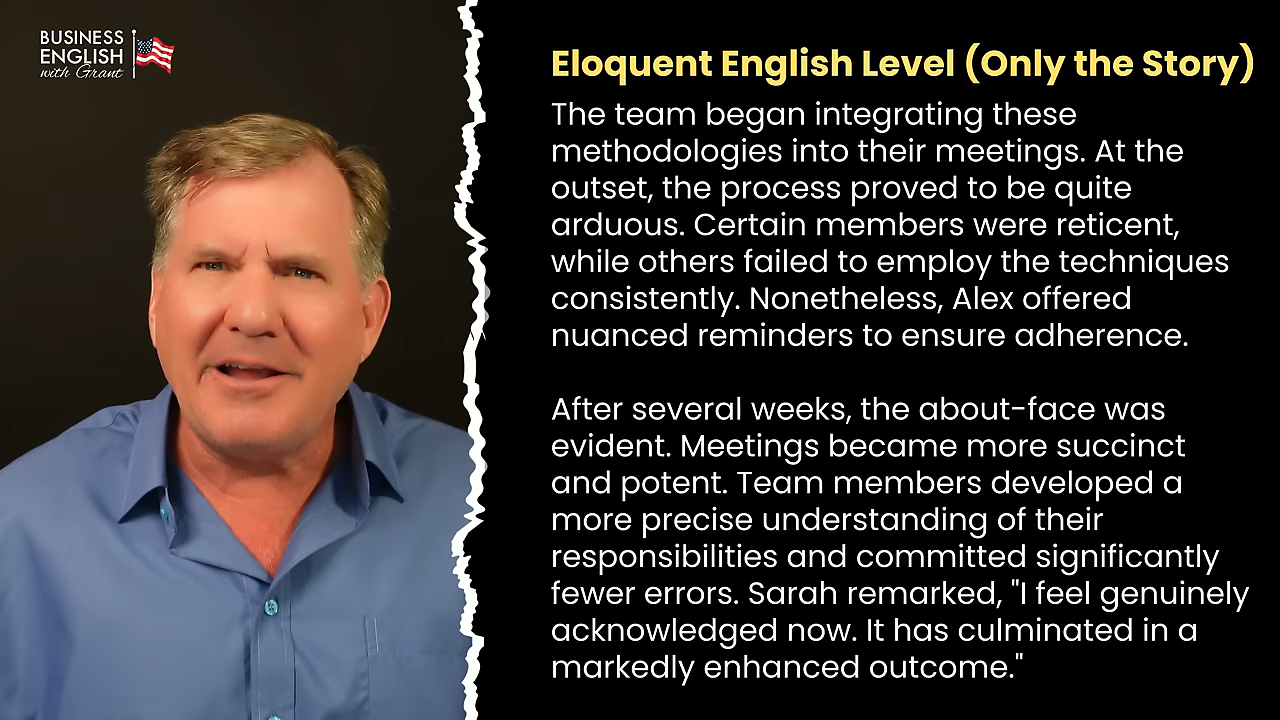 BUSINESS
ENGLISH
with Grant
Eloquent English Level (Only the Story)
The team began integrating these
methodologies into their meetings. At the
outset, the process proved to be quite
arduous. Certain members were reticent,
while others failed to employ the techniques
consistently. Nonetheless, Alex offered
nuanced reminders to ensure adherence.
After several weeks, the about-face was
evident. Meetings became more succinct
and potent. Team members developed a
more precise understanding of their
responsibilities and committed significantly
fewer errors. Sarah remarked, "I feel genuinely
acknowledged now. It has culminated in a
markedly enhanced outcome."